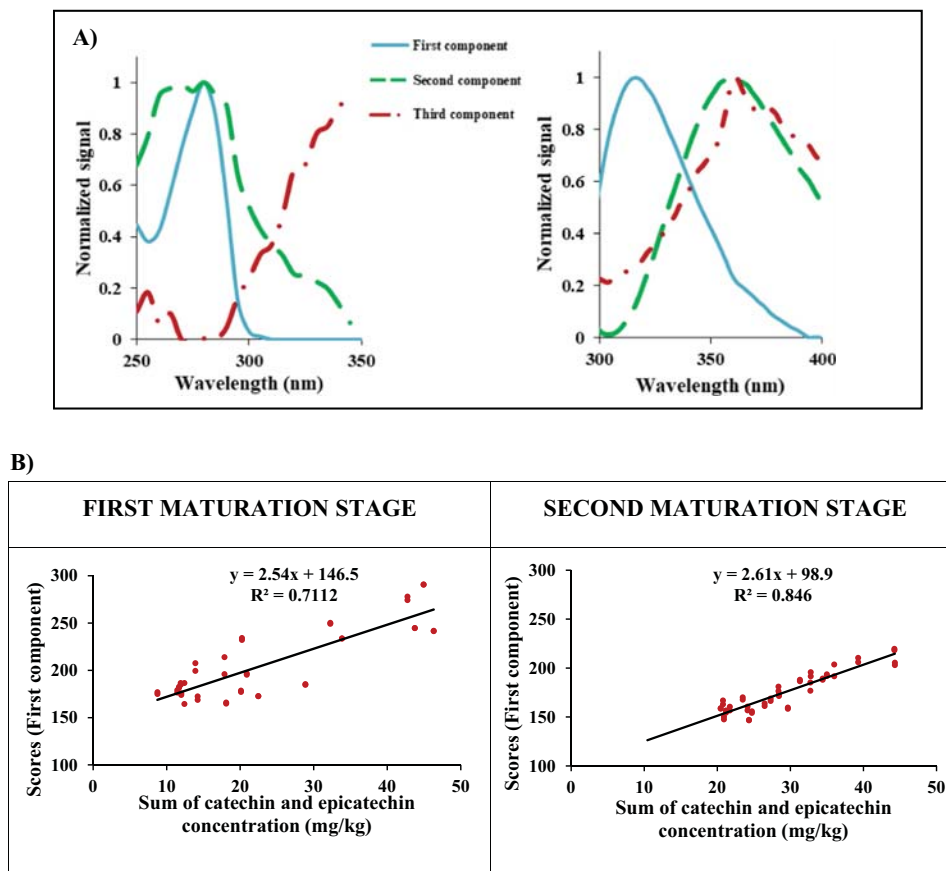 A)
First component
Second component
Third component
Normalized signal
1
0.8
0.6
0.4
0.2
0
250
300
350
Wavelength (nm)
Normalized signal
1
0.8
0.6
0.4
0.2
0
300
350
400
Wavelength (nm)
B)
FIRST MATURATION STAGE
SECOND MATURATION STAGE
Scores (First component)
300
250
200
150
100
y = 2.54x + 146.5
R² = 0.7112
0
10
20
30
40
50
Sum of catechin and epicatechin
concentration (mg/kg)
Scores (First component)
300
250
200
150
100
y = 2.61x + 98.9
R² = 0.846
0
10
20
30
40
50
Sum of catechin and epicatechin
concentration (mg/kg)